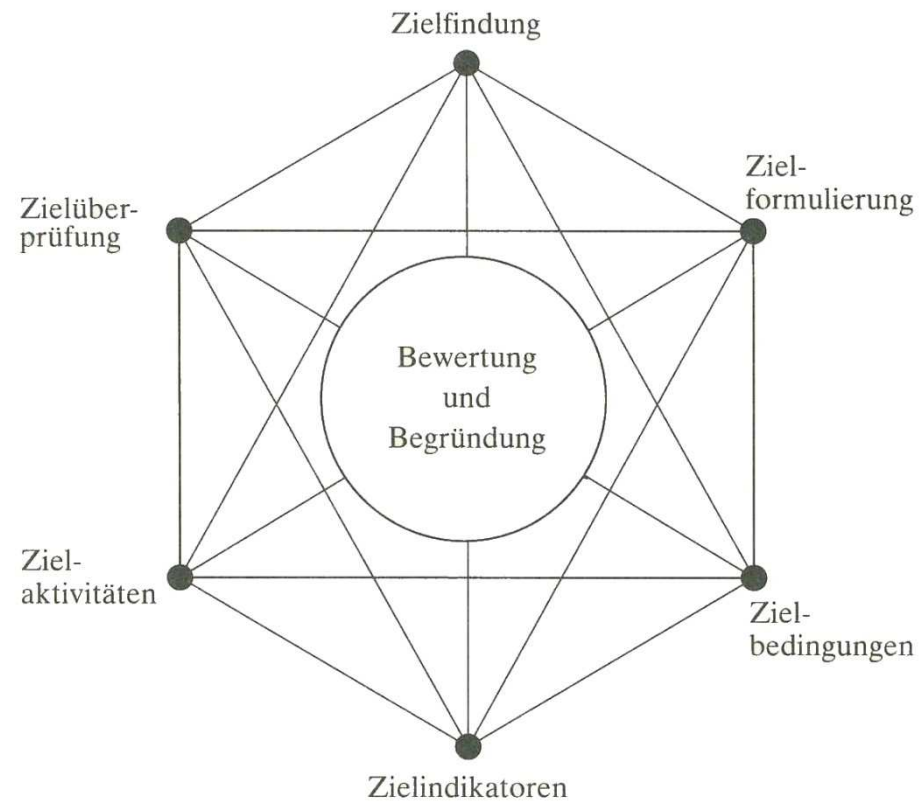 Zielfindung
Ziel-
formulierung
Zielüber-
prüfung
Bewertung
und
Begründung
Ziel-
aktivitäten
Ziel-
bedingungen
Zielindikatoren